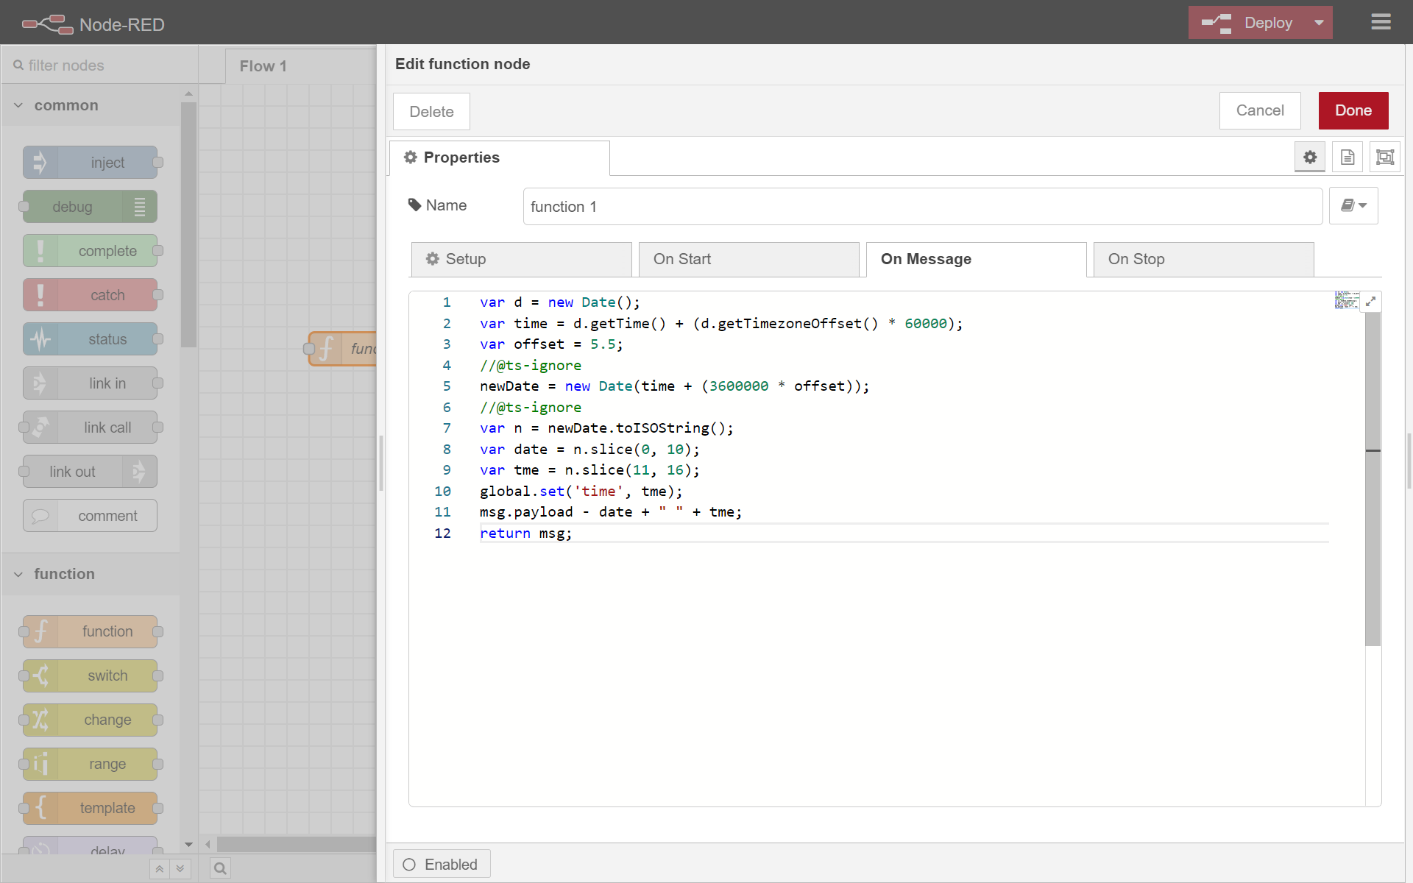 Node-RED
Deploy
filter nodes
Flow 1
Edit function node
Delete
Cancel
Done
common
Properties
inject
debug
complete
catch
status
link in
link call
link out
comment
function
function
switch
change
range
template
delay
func
Name
function 1
Setup
On Start
On Message
On Stop
1 var d = new Date();
2 var time = d.getTime() + (d.getTimezoneOffset() * 60000);
3 var offset = 5.5;
4 //@ts-ignore
5 newDate = new Date(time + (3600000 * offset));
6 //@ts-ignore
7 var n = newDate.toISOString();
8 var date = n.slice(0, 10);
9 var tme = n.slice(11, 16);
10 global.set('time', tme);
11 msg.payload - date + " " + tme;
12 return msg;
Enabled